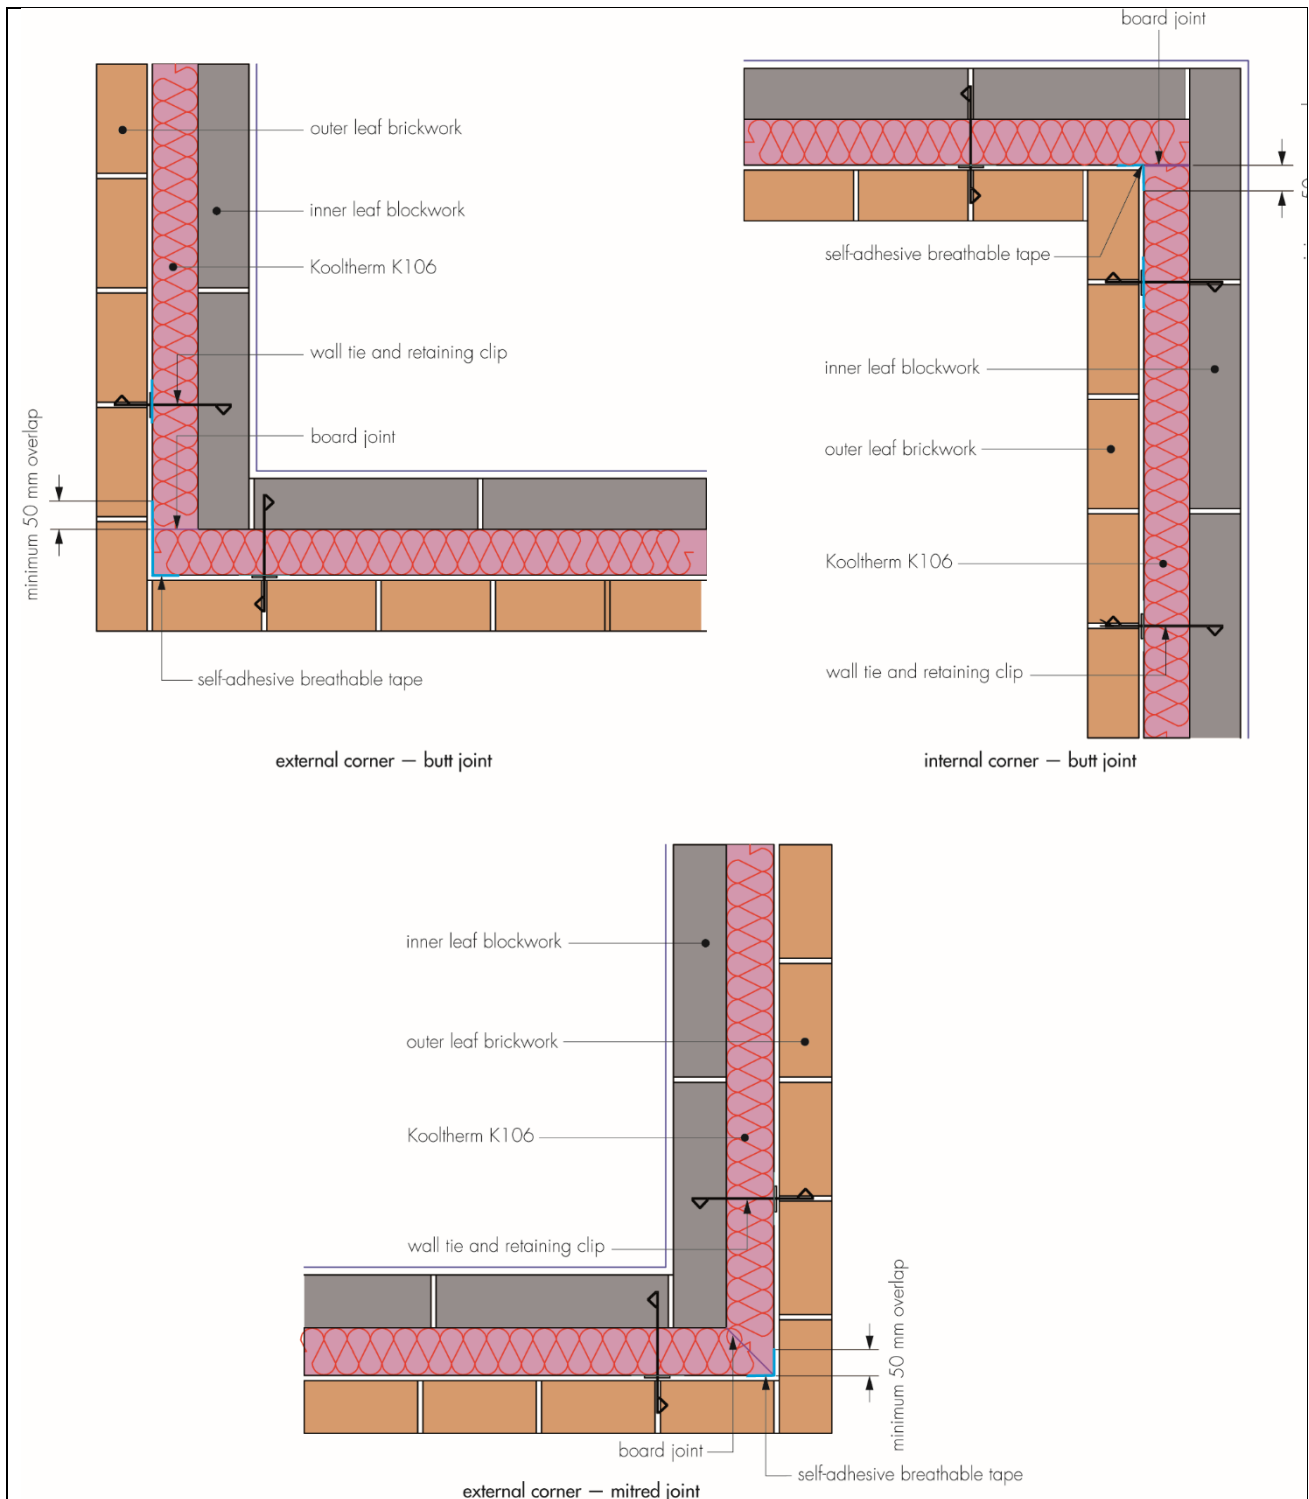 outer leaf brickwork
inner leaf blockwork
Kooltherm K106
wall tie and retaining clip
board joint
minimum 50 mm overlap
self-adhesive breathable tape
external corner — butt joint
board joint
self-adhesive breathable tape
inner leaf blockwork
outer leaf brickwork
Kooltherm K106
wall tie and retaining clip
internal corner — butt joint
inner leaf blockwork
outer leaf brickwork
Kooltherm K106
wall tie and retaining clip
minimum 50 mm overlap
board joint
self-adhesive breathable tape
external corner — mitred joint